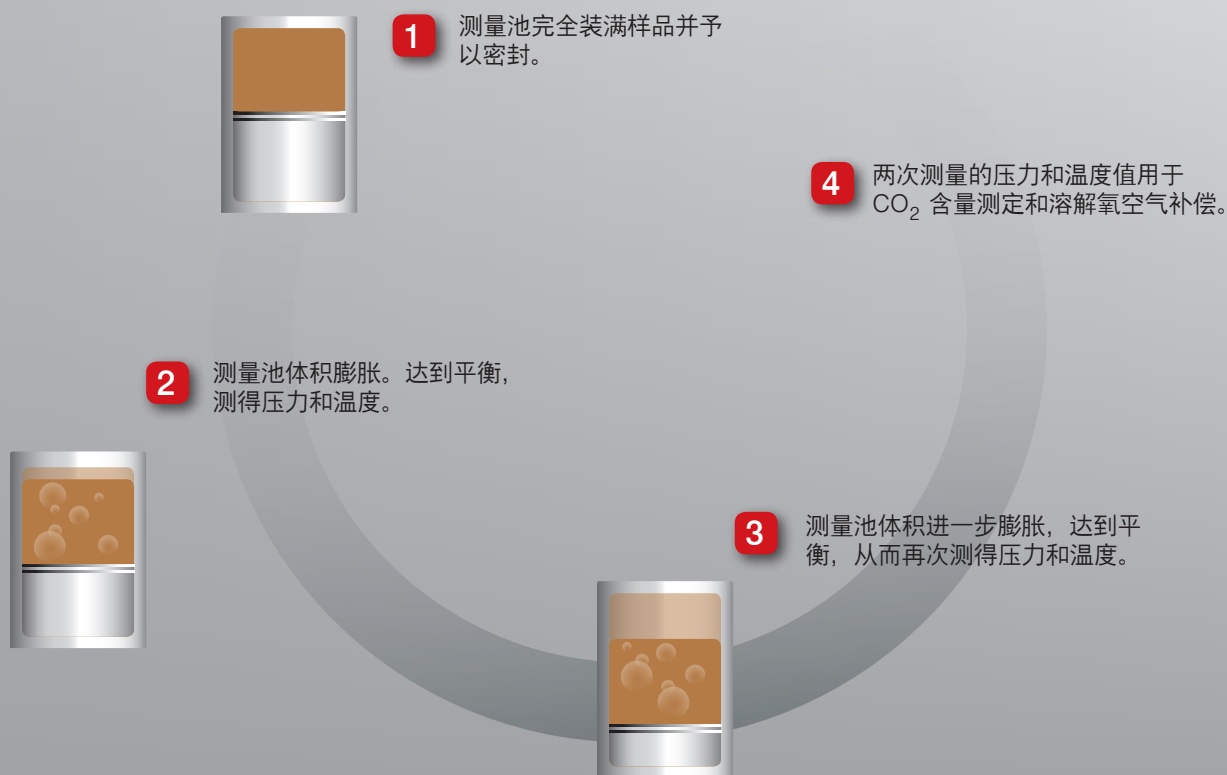 1
测量池完全装满样品并予
以密封。
4
两次测量的压力和温度值用于
CO₂ 含量测定和溶解氧空气补偿。
2
测量池体积膨胀。达到平衡，
测得压力和温度。
3
测量池体积进一步膨胀，达到平
衡，从而再次测得压力和温度。